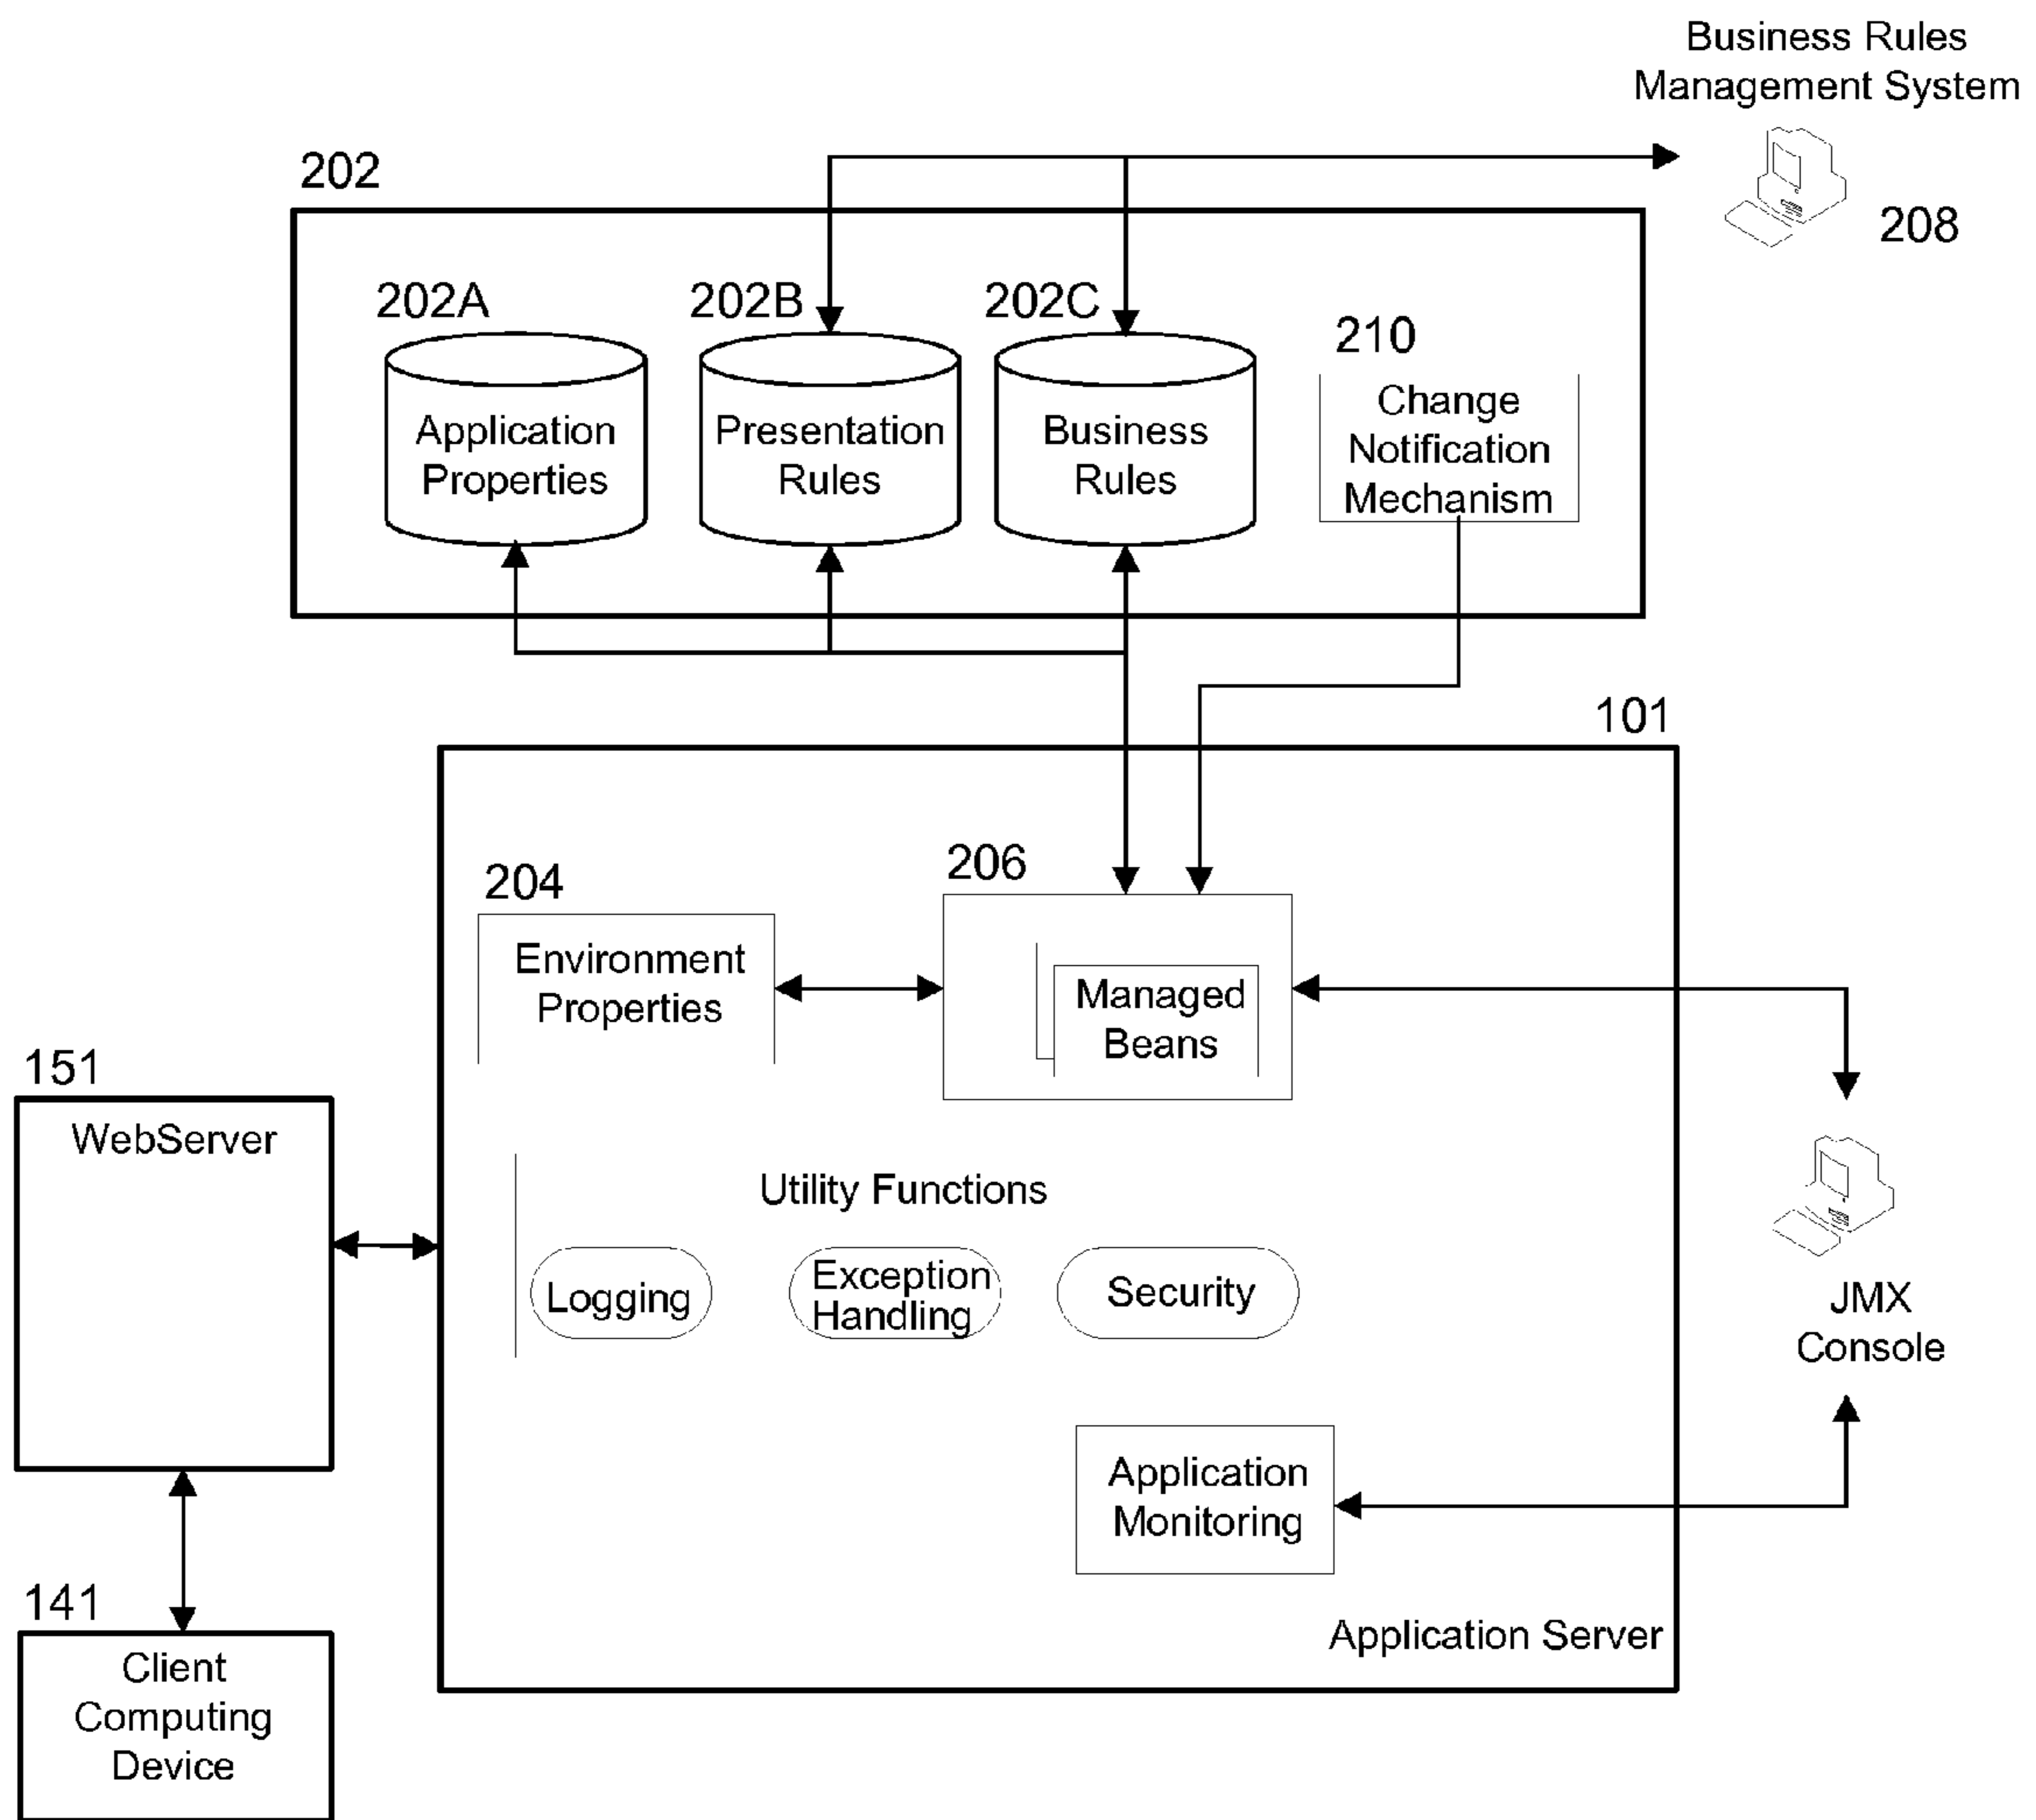 Business Rules
Management System
208
202
202A
202B
202C
210
Application
Properties
Presentation
Rules
Business
Rules
Change
Notification
Mechanism
101
204
206
Environment
Properties
Managed
Beans
151
WebServer
Utility Functions
Logging
Exception
Handling
Security
JMX
Console
Application
Monitoring
141
Client
Computing
Device
Application Server